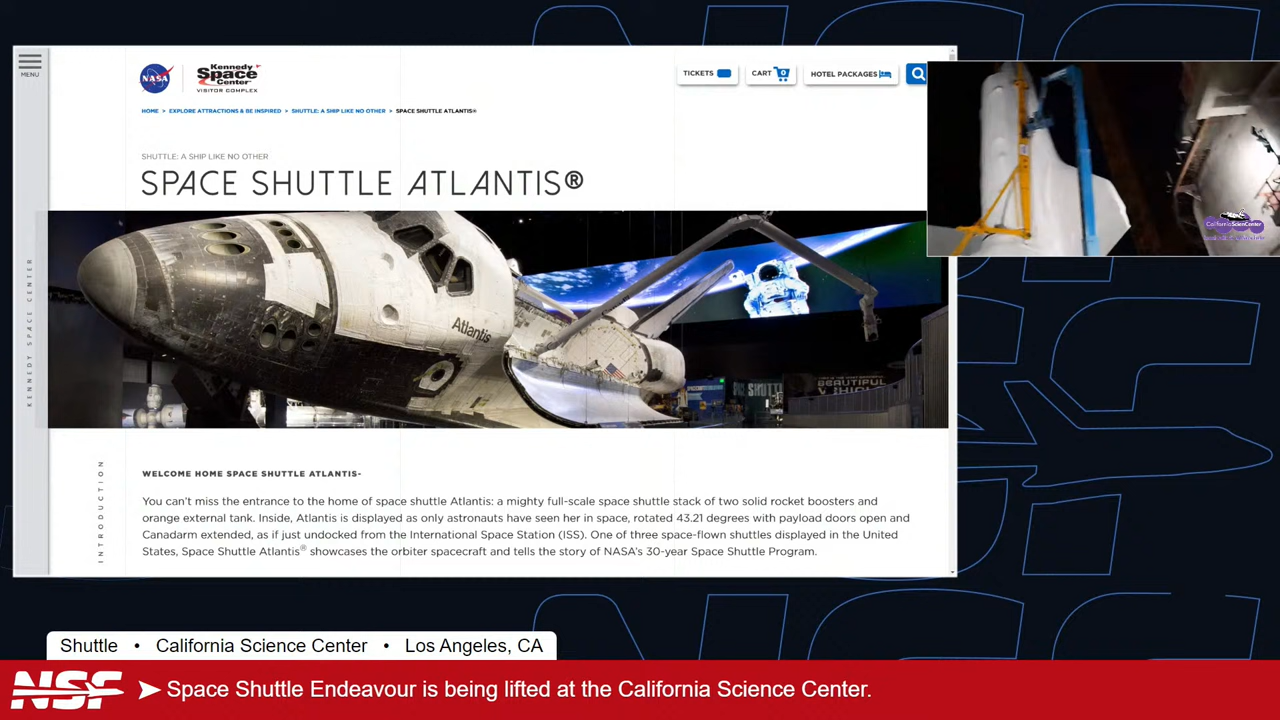 MENU
NASA
Kennedy
Space
Center
VISITOR COMPLEX
TICKETS
CART 0
HOTEL PACKAGES
HOME > EXPLORE ATTRACTIONS & BE INSPIRED > SHUTTLE: A SHIP LIKE NO OTHER > SPACE SHUTTLE ATLANTIS®
SHUTTLE: A SHIP LIKE NO OTHER
SPACE SHUTTLE ATLANTIS®
KENNEDY SPACE CENTER
Atlantis
BEAUTIFUL
California ScienCenter
INTRODUCTION
WELCOME HOME SPACE SHUTTLE ATLANTIS-
You can't miss the entrance to the home of space shuttle Atlantis: a mighty full-scale space shuttle stack of two solid rocket boosters and
orange external tank. Inside, Atlantis is displayed as only astronauts have seen her in space, rotated 43.21 degrees with payload doors open and
Canadarm extended, as if just undocked from the International Space Station (ISS). One of three space-flown shuttles displayed in the United
States, Space Shuttle Atlantis® showcases the orbiter spacecraft and tells the story of NASA's 30-year Space Shuttle Program.
Shuttle • California Science Center • Los Angeles, CA
NSF
Space Shuttle Endeavour is being lifted at the California Science Center.